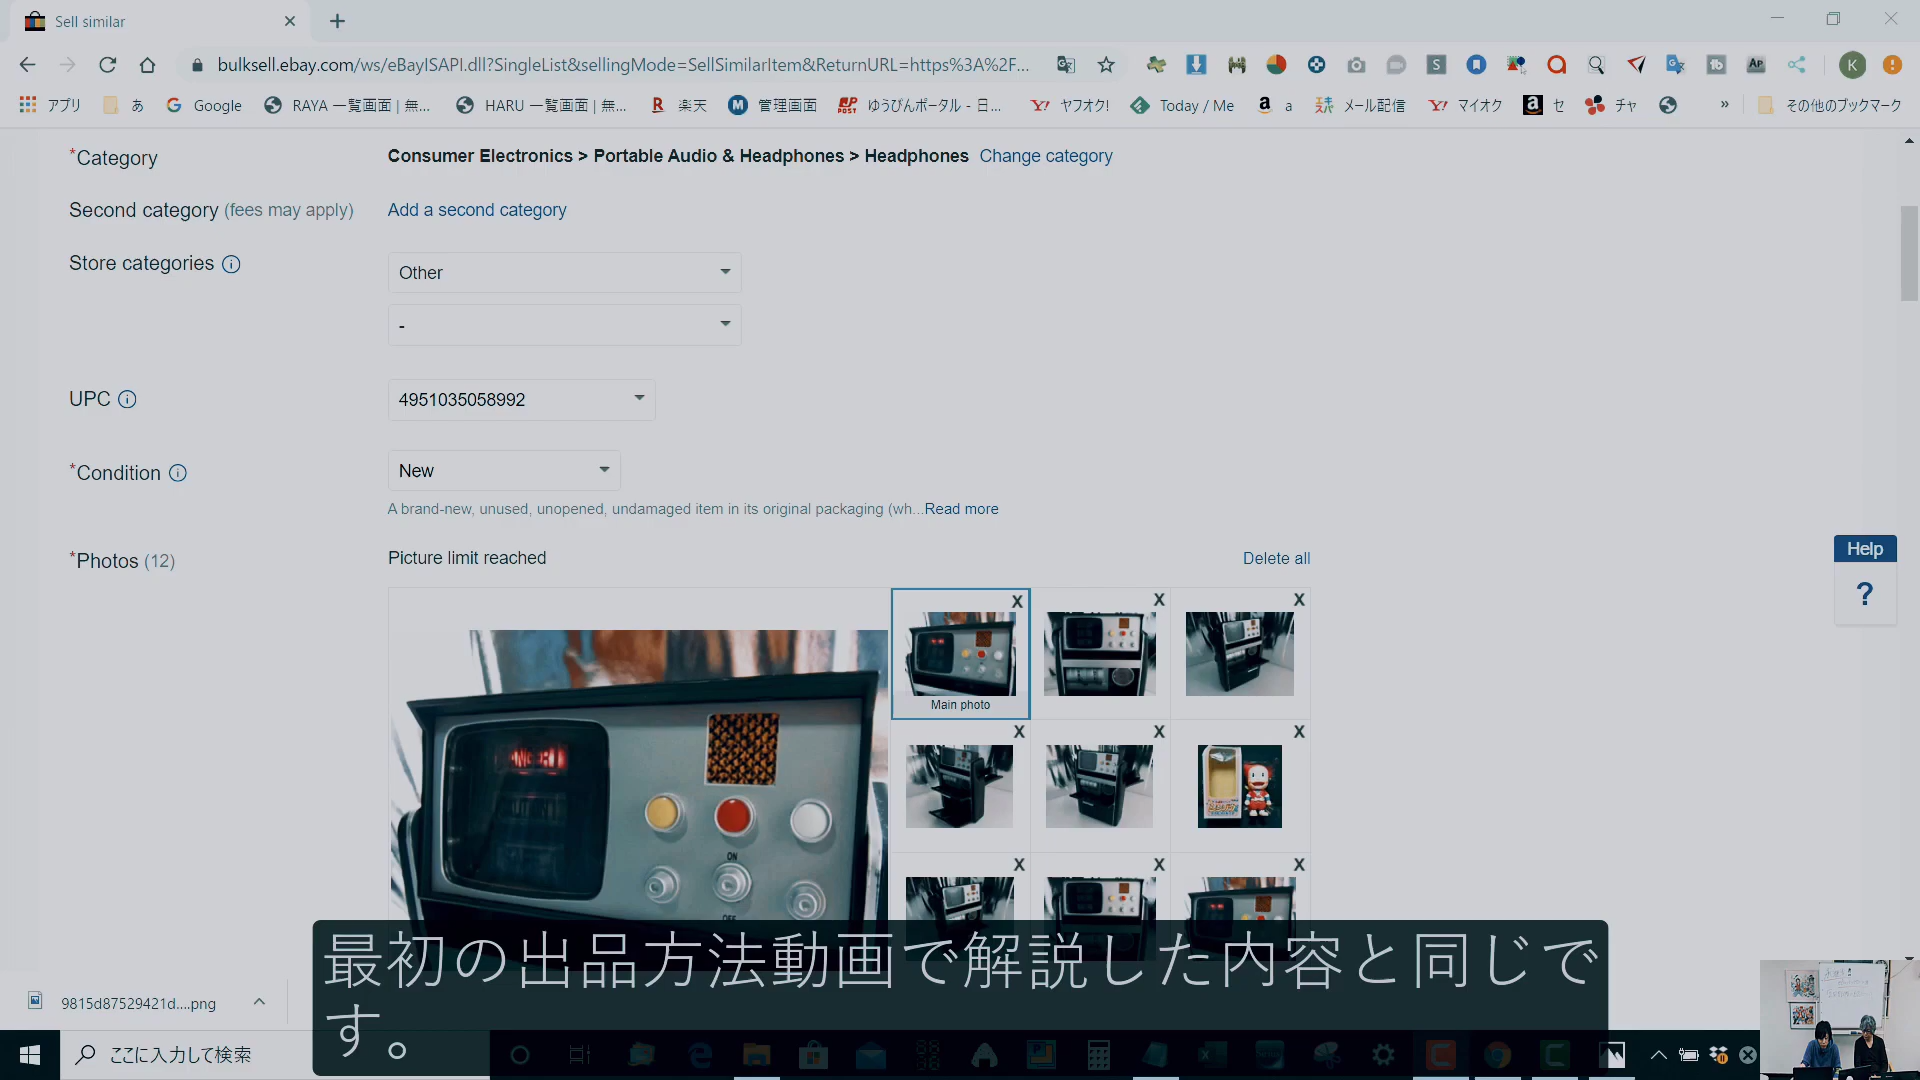 Sell similar
bulksell.ebay.com/ws/eBayISAPI.dll?SingleList&sellingMode=SellSimilarItem&ReturnURL=https%3A%2F...
アプリ あ Google RAYA 一覧画面 | 無... HARU 一覧画面 | 無... 楽天 管理画面 ゆうびんポータル - 日... ヤフオク! Today / Me a メール配信 マイオク セ チャ » その他のブックマーク
*Category Consumer Electronics > Portable Audio & Headphones > Headphones Change category
Second category (fees may apply) Add a second category
Store categories Other
-
UPC 4951035058992
*Condition New
A brand-new, unused, unopened, undamaged item in its original packaging (wh...Read more
*Photos (12) Picture limit reached Delete all
Help
?
Main photo
ON
OFF
最初の出品方法動画で解説した内容と同じで
す。
9815d87529421d....png
ここに入力して検索